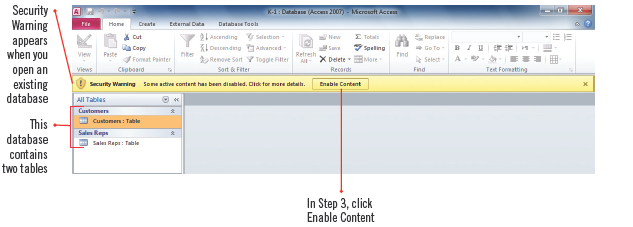 Security
Warning
appears
when you
open an
existing
database
This
database
contains
two tables
K-1 : Database (Access 2007) - Microsoft Access
File Home Create External Data Database Tools
View
Views
Paste
Cut
Copy
Format Painter
Clipboard
Filter
Ascending
Descending
Remove Sort
Selection
Advanced
Toggle Filter
Sort & Filter
Refresh
All
New
Save
Delete
Totals
Spelling
More
Records
Find
Replace
Go To
Select
Find
B I U
A
Text Formatting
Security Warning Some active content has been disabled. Click for more details. Enable Content
All Tables
Customers
Customers : Table
Sales Reps
Sales Reps : Table
In Step 3, click
Enable Content